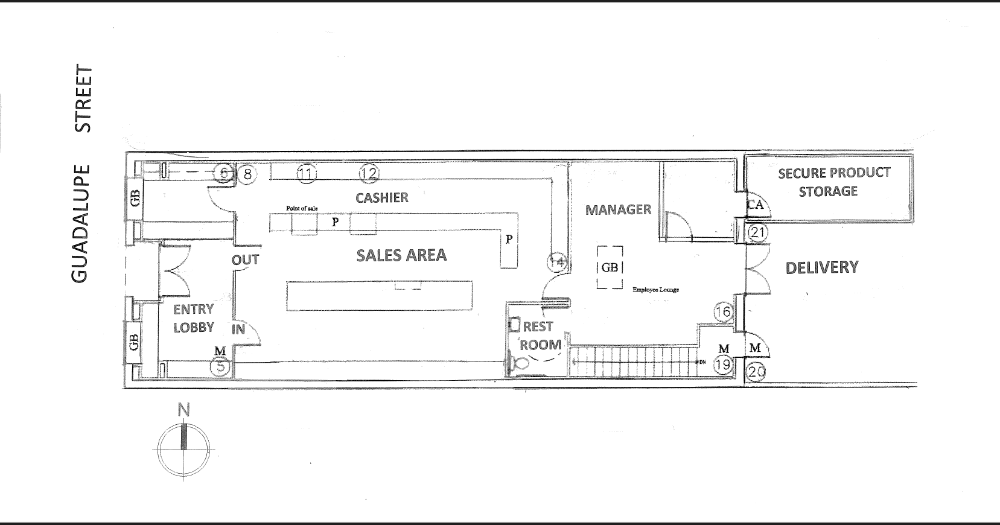 GUADALUPE STREET
GB
6
8
11
12
CASHIER
Point of sale
P
P
SALES AREA
OUT
14
MANAGER
GB
Employee Lounge
SECURE PRODUCT
STORAGE
CA
21
DELIVERY
ENTRY
LOBBY
IN
GB
M
5
REST
ROOM
16
DN
M
19
M
20
N